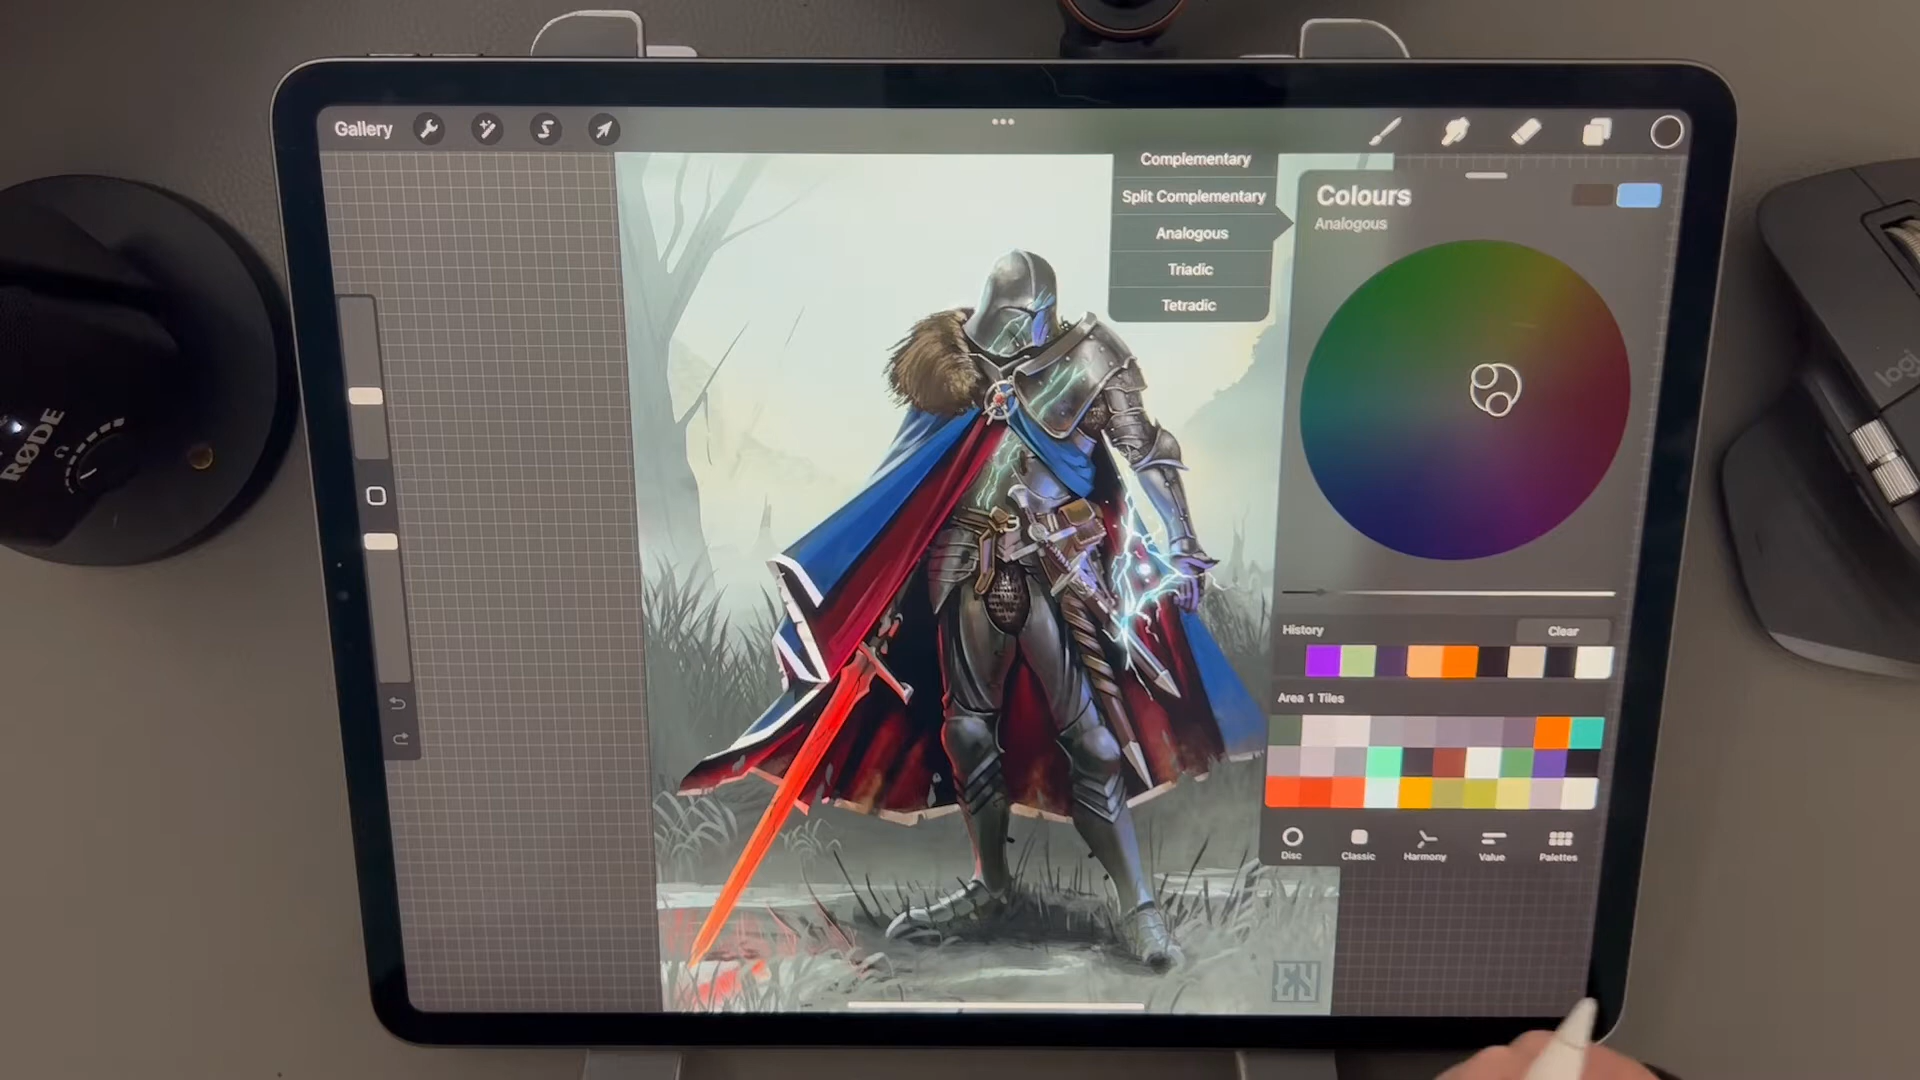 Gallery
Complementary
Split Complementary
Analogous
Triadic
Tetradic
Colours
Analogous
History
Clear
Area 1 Tiles
Disc
Classic
Harmony
Value
Palettes
RØDE
logi